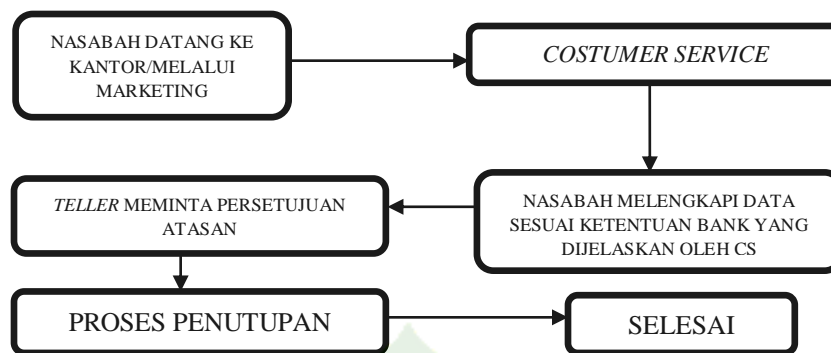 NASABAH DATANG KE
KANTOR/MELALUI
MARKETING
COSTUMER SERVICE
NASABAH MELENGKAPI DATA
SESUAI KETENTUAN BANK YANG
DIJELASKAN OLEH CS
TELLER MEMINTA PERSETUJUAN
ATASAN
PROSES PENUTUPAN
SELESAI